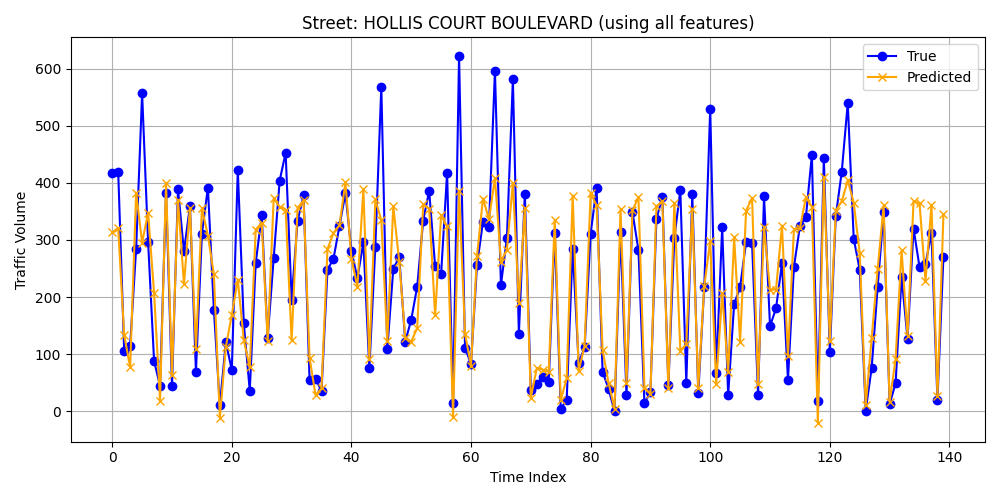 Street: HOLLIS COURT BOULEVARD (using all features)
True
Predicted
Traffic Volume
600
500
400
300
200
100
0
0 20 40 60 80 100 120 140
Time Index